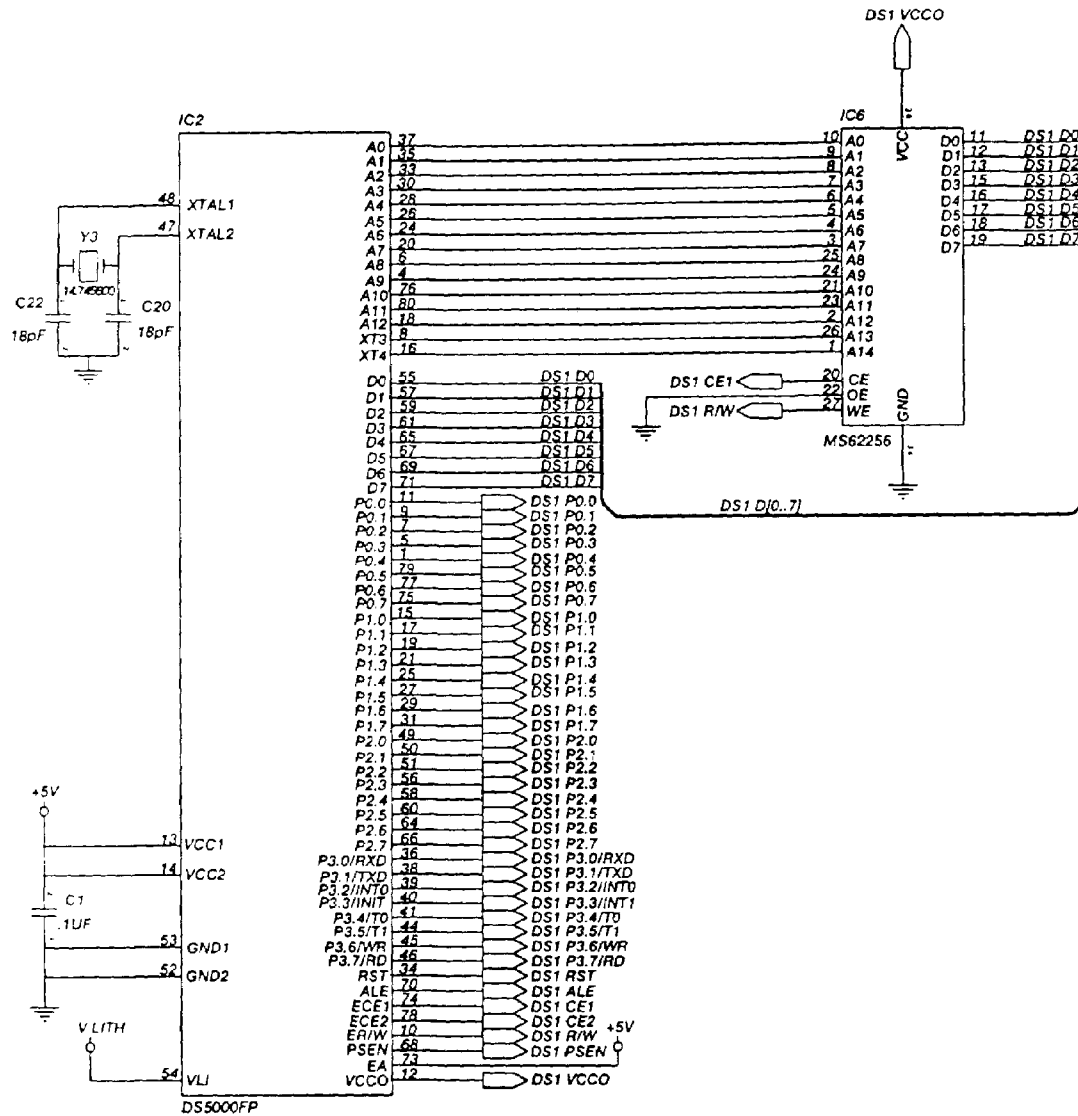 DS1 VCCO
IC2
IC6
VCC
A0 37
A1 35
A2 33
A3 30
A4 28
A5 26
A6 24
A7 20
A8 6
A9 4
A10 76
A11 80
A12 18
XT3 8
XT4 16
10 A0
9 A1
8 A2
7 A3
6 A4
5 A5
4 A6
3 A7
25 A8
24 A9
21 A10
23 A11
2 A12
26 A13
1 A14
D0 11 DS1 D0
D1 12 DS1 D1
D2 13 DS1 D2
D3 15 DS1 D3
D4 16 DS1 D4
D5 17 DS1 D5
D6 18 DS1 D6
D7 19 DS1 D7
48 XTAL1
47 XTAL2
Y3
14.745600
C22
18pF
C20
18pF
DS1 CE1 20 CE
22 OE
DS1 R/W 27 WE
GND
MS62256
D0 55 DS1 D0
D1 57 DS1 D1
D2 59 DS1 D2
D3 61 DS1 D3
D4 65 DS1 D4
D5 67 DS1 D5
D6 69 DS1 D6
D7 71 DS1 D7
DS1 D[0..7]
P0.0 11 DS1 P0.0
P0.1 9 DS1 P0.1
P0.2 7 DS1 P0.2
P0.3 5 DS1 P0.3
P0.4 1 DS1 P0.4
P0.5 79 DS1 P0.5
P0.6 77 DS1 P0.6
P0.7 75 DS1 P0.7
P1.0 15 DS1 P1.0
P1.1 17 DS1 P1.1
P1.2 19 DS1 P1.2
P1.3 21 DS1 P1.3
P1.4 25 DS1 P1.4
P1.5 27 DS1 P1.5
P1.6 29 DS1 P1.6
P1.7 31 DS1 P1.7
P2.0 49 DS1 P2.0
P2.1 50 DS1 P2.1
P2.2 51 DS1 P2.2
P2.3 56 DS1 P2.3
P2.4 58 DS1 P2.4
P2.5 60 DS1 P2.5
P2.6 64 DS1 P2.6
P2.7 66 DS1 P2.7
P3.0/RXD 36 DS1 P3.0/RXD
P3.1/TXD 38 DS1 P3.1/TXD
P3.2/INT0 39 DS1 P3.2/INT0
P3.3/INIT 40 DS1 P3.3/INT1
P3.4/T0 41 DS1 P3.4/T0
P3.5/T1 44 DS1 P3.5/T1
P3.6/WR 45 DS1 P3.6/WR
P3.7/RD 46 DS1 P3.7/RD
RST 34 DS1 RST
ALE 70 DS1 ALE
ECE1 74 DS1 CE1
ECE2 78 DS1 CE2
ER/W 10 DS1 R/W
PSEN 68 DS1 PSEN
EA 73
+5V
VCCO 12 DS1 VCCO
+5V
13 VCC1
14 VCC2
C1
.1UF
53 GND1
52 GND2
V LITH
54 VLI
DS5000FP